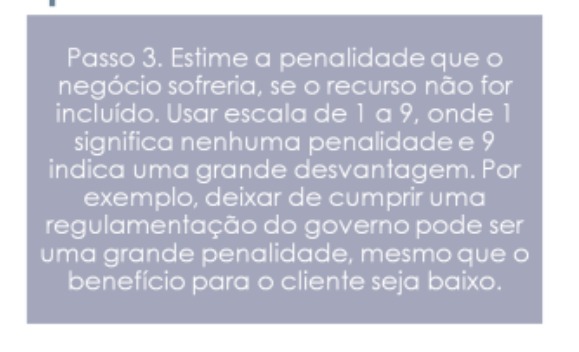 Passo 3. Estime a penalidade que o
negócio sofreria, se o recurso não for
incluído. Usar escala de 1 a 9, onde 1
significa nenhuma penalidade e 9
indica uma grande desvantagem. Por
exemplo, deixar de cumprir uma
regulamentação do governo pode ser
uma grande penalidade, mesmo que o
benefício para o cliente seja baixo.